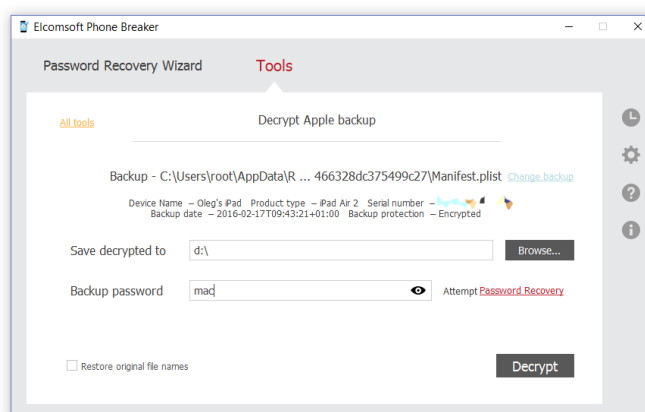 Elcomsoft Phone Breaker
Password Recovery Wizard Tools
All tools Decrypt Apple backup
Backup - C:\Users\root\AppData\R ... 466328dc375499c27\Manifest.plist Change backup
Device Name – Oleg's iPad Product type – iPad Air 2 Serial number –
Backup date – 2016-02-17T09:43:21+01:00 Backup protection – Encrypted
Save decrypted to d:\ Browse...
Backup password mac Attempt Password Recovery
Restore original file names Decrypt